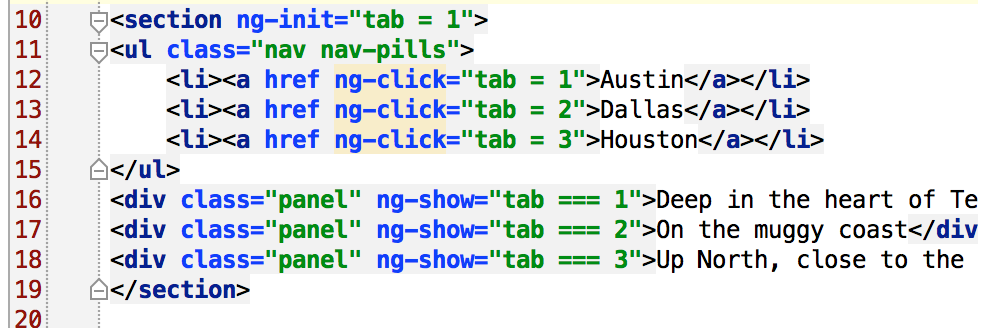 10 <section ng-init="tab = 1">
11 <ul class="nav nav-pills">
12 <li><a href ng-click="tab = 1">Austin</a></li>
13 <li><a href ng-click="tab = 2">Dallas</a></li>
14 <li><a href ng-click="tab = 3">Houston</a></li>
15 </ul>
16 <div class="panel" ng-show="tab === 1">Deep in the heart of Te
17 <div class="panel" ng-show="tab === 2">On the muggy coast</div
18 <div class="panel" ng-show="tab === 3">Up North, close to the
19 </section>
20